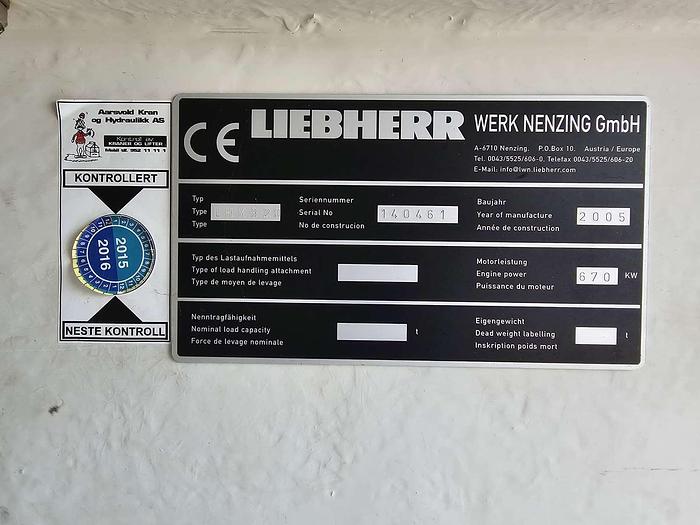 Aarsvold Kran
og Hydraulikk AS
Kontroll av
KRANER OG LIFTER
KONTROLLERT
2015
2016
NESTE KONTROLL
CE LIEBHERR WERK NENZING GmbH
A-6710 Nenzing. P.O.Box 10. Austria / Europe
Tel. 0043/5525/606-0, Telefax 0043/5525/606-20
E-Mail: info@lwn.liebherr.com
Typ
Type
Type
Seriennummer
Serial No 140461
No de construcion
Baujahr
Year of manufacture 2005
Année de construction
Typ des Lastaufnahmemittels
Type of load handling attachment
Type de moyen de levage
Motorleistung
Engine power 670 KW
Puissance du moteur
Nenntragfähigkeit
Nominal load capacity t
Force de levage nominale
Eigengewicht
Dead weight labelling t
Inskription poids mort